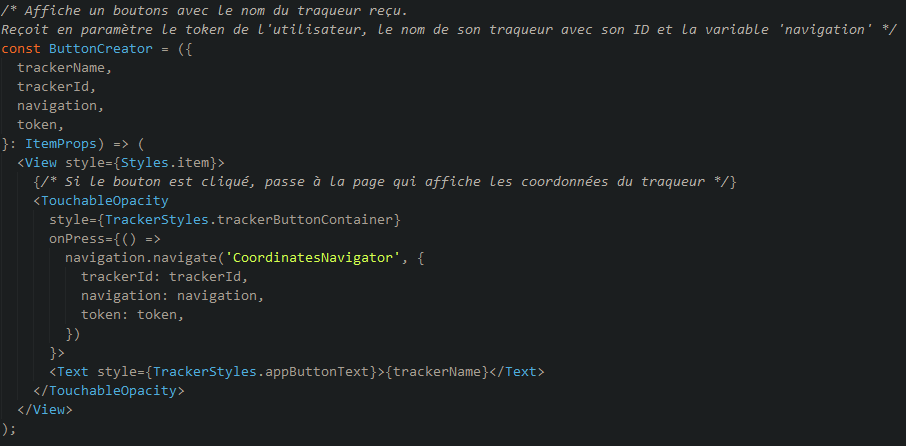 /* Affiche un boutons avec le nom du traqueur reçu.
Reçoit en paramètre le token de l'utilisateur, le nom de son traqueur avec son ID et la variable 'navigation' */
const ButtonCreator = ({
  trackerName,
  trackerId,
  navigation,
  token,
}: ItemProps) => (
  <View style={Styles.item}>
    {/* Si le bouton est cliqué, passe à la page qui affiche les coordonnées du traqueur */}
    <TouchableOpacity
      style={TrackerStyles.trackerButtonContainer}
      onPress={() =>
        navigation.navigate('CoordinatesNavigator', {
          trackerId: trackerId,
          navigation: navigation,
          token: token,
        })
      }>
      <Text style={TrackerStyles.appButtonText}>{trackerName}</Text>
    </TouchableOpacity>
  </View>
);